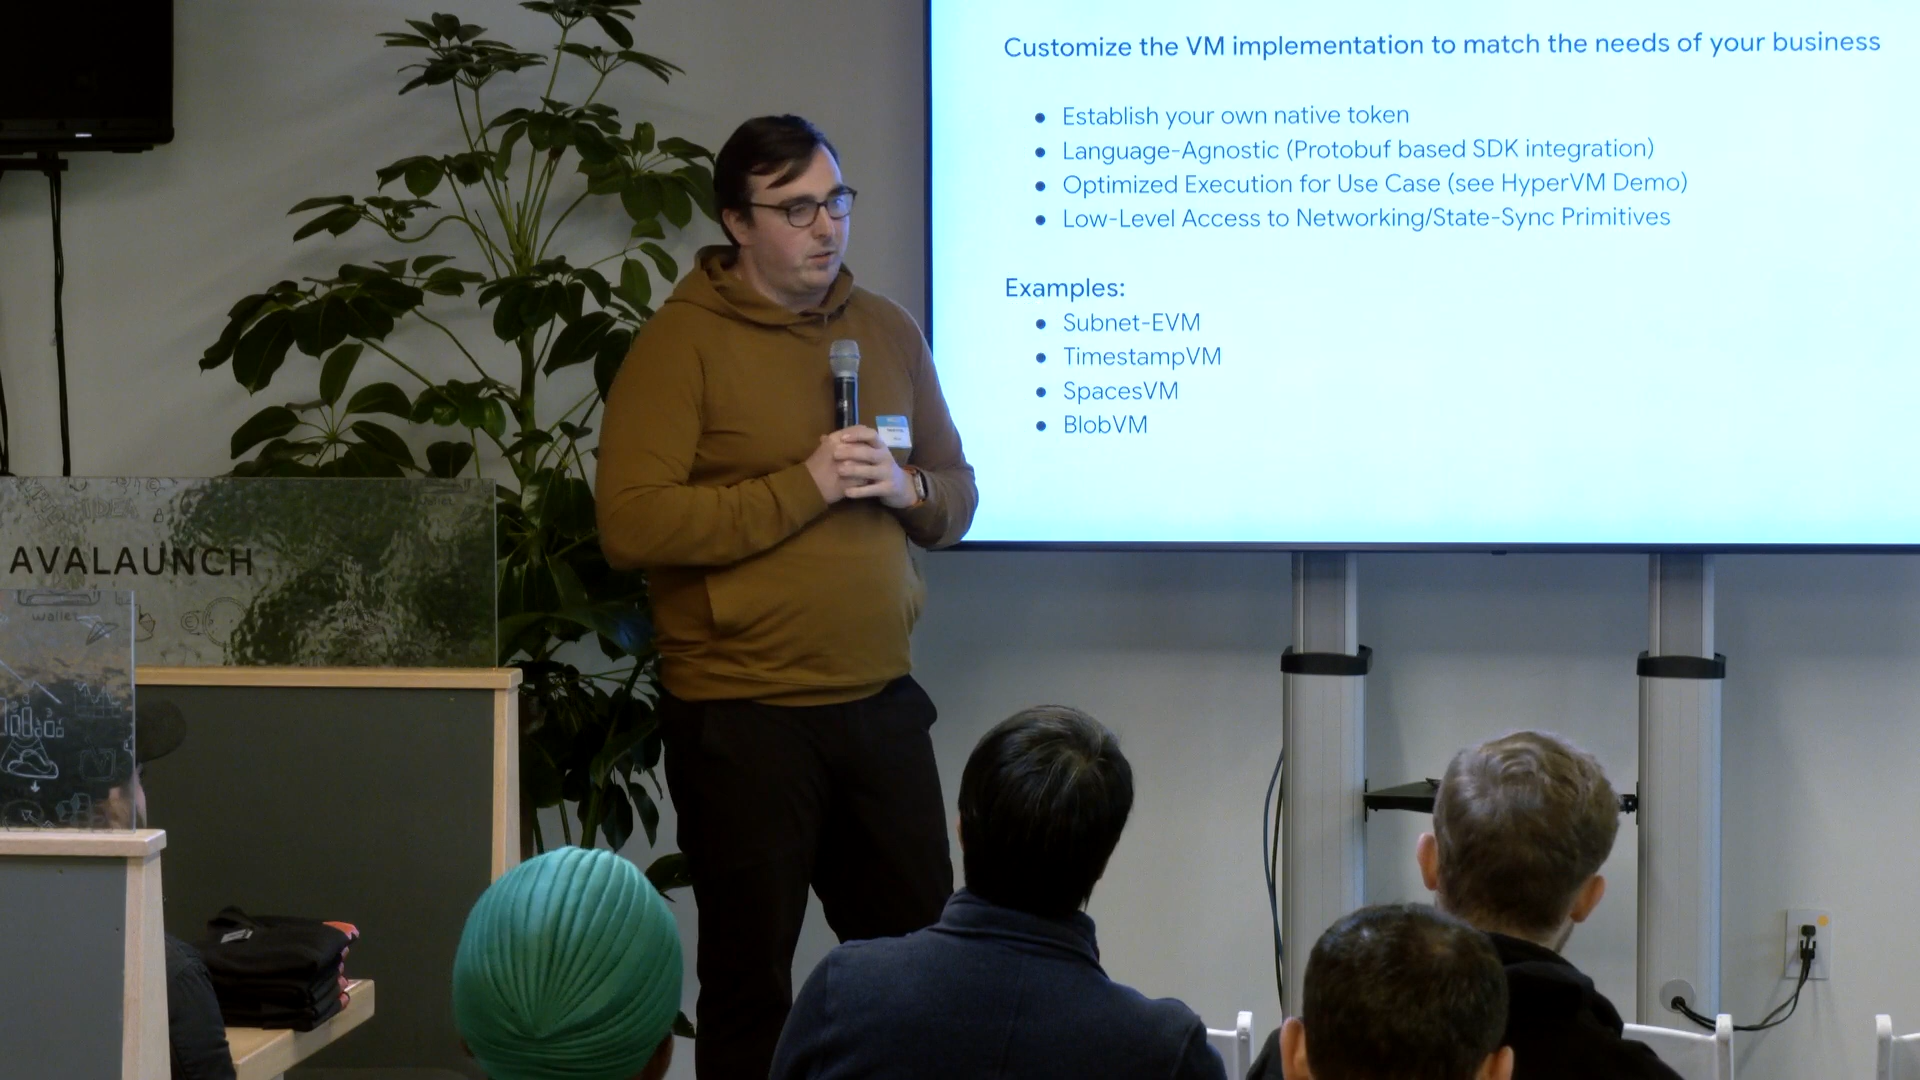 Customize the VM implementation to match the needs of your business
● Establish your own native token
● Language-Agnostic (Protobuf based SDK integration)
● Optimized Execution for Use Case (see HyperVM Demo)
● Low-Level Access to Networking/State-Sync Primitives
Examples:
● Subnet-EVM
● TimestampVM
● SpacesVM
● BlobVM
IDEA
AVALAUNCH
wallet